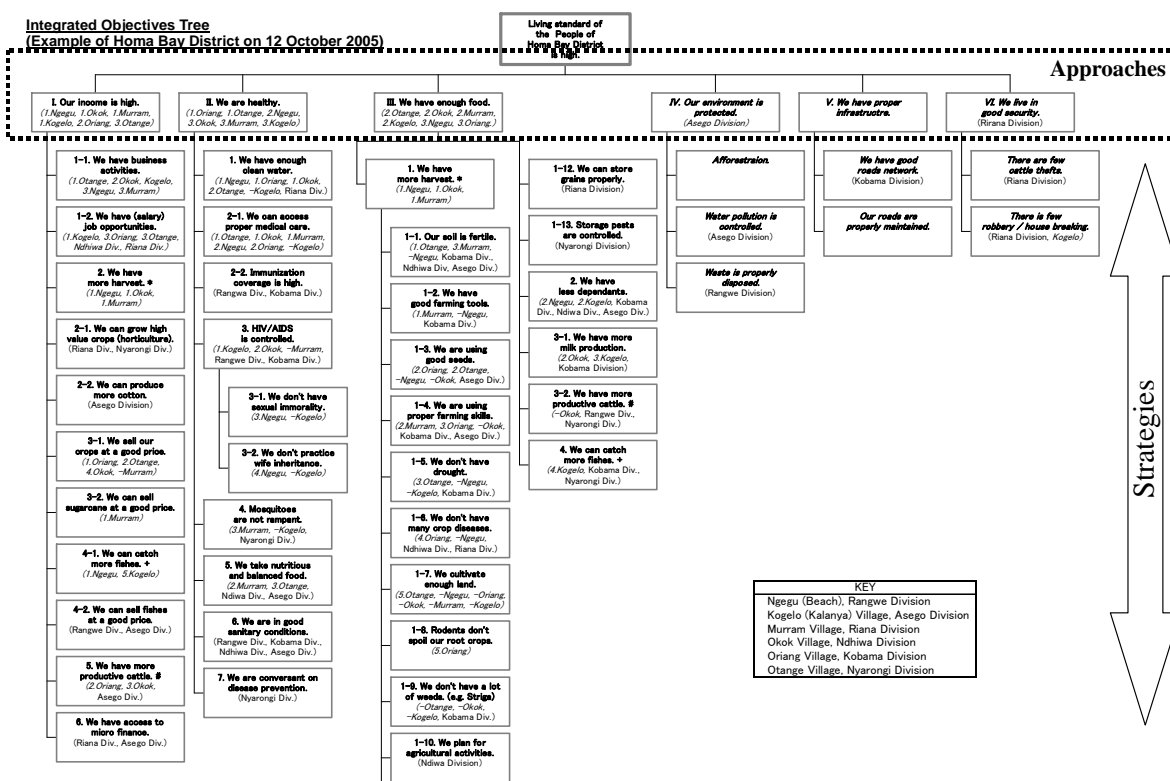 Integrated Objectives Tree
(Example of Homa Bay District on 12 October 2005)
Living standard of
the People of
Homa Bay District
is high.
Approaches
I. Our income is high.
(1.Ngegu, 1.Okok, 1.Murram,
1.Kogelo, 2.Oriang, 3.Otange)
II. We are healthy.
(1.Oriang, 1.Otange, 2.Ngegu,
3.Okok, 3.Murram, 3.Kogelo)
III. We have enough food.
(2.Otange, 2.Okok, 2.Murram,
2.Kogelo, 3.Ngegu, 3.Oriang,)
IV. Our environment is
protected.
(Asego Division)
V. We have proper
infrastructre.
VI. We live in
good security.
(Rirana Division)
1-1. We have business
activities.
(1.Otange, 2.Okok, Kogelo,
3.Ngegu, 3.Murram)
1-2. We have (salary)
job opportunities.
(1.Kogelo, 3.Oriang, 3.Otange,
Ndhiwa Div., Riana Div.)
2. We have
more harvest. *
(1.Ngegu, 1.Okok,
1.Murram)
2-1. We can grow high
value crops (horticulture).
(Riana Div., Nyarongi Div.)
2-2. We can produce
more cotton.
(Asego Division)
3-1. We sell our
crops at a good price.
(1.Oriang, 2.Otange,
4.Okok, -Murram)
3-2. We can sell
sugarcane at a good price.
(1.Murram)
4-1. We can catch
more fishes. +
(1.Ngegu, 5.Kogelo)
4-2. We can sell fishes
at a good price.
(Rangwe Div., Asego Div.)
5. We have more
productive cattle. #
(2.Oriang, 3.Okok,
Asego Div.)
6. We have access to
micro finance.
(Riana Div., Asego Div.)
1. We have enough
clean water.
(1.Ngegu, 1.Oriang, 1.Okok,
2.Otange, -Kogelo, Riana Div.)
2-1. We can access
proper medical care.
(1.Otange, 1.Okok, 1.Murram,
2.Ngegu, 2.Oriang, -Kogelo)
2-2. Immunization
coverage is high.
(Rangwa Div., Kobama Div.)
3. HIV/AIDS
is controlled.
(1.Kogelo, 2.Okok, -Murram,
Rangwe Div., Kobama Div.)
3-1. We don't have
sexual immorality.
(3.Ngegu, -Kogelo)
3-2. We don't practice
wife inheritance.
(4.Ngegu, -Kogelo)
4. Mosquitoes
are not rampant.
(3.Murram, -Kogelo,
Nyarongi Div.)
5. We take nutritious
and balanced food.
(2.Murram, 3.Otange,
Ndiwa Div., Asego Div.)
6. We are in good
sanitary conditions.
(Rangwe Div., Kobama Div.,
Ndhiwa Div., Asego Div.)
7. We are conversant on
disease prevention.
(Nyarongi Div.)
1. We have
more harvest. *
(1.Ngegu, 1.Okok,
1.Murram)
1-1. Our soil is fertile.
(1.Otange, 3.Murram,
-Ngegu, Kobama Div.,
Ndhiwa Div, Asego Div.)
1-2. We have
good farming tools.
(1.Murram, -Ngegu,
Kobama Div.)
1-3. We are using
good seeds.
(2.Oriang, 2.Otange,
-Ngegu, -Okok, Asego Div.)
1-4. We are using
proper farming skills.
(2.Murram, 3.Oriang, -Okok,
Kobama Div., Asego Div.)
1-5. We don't have
drought.
(3.Otange, -Ngegu,
-Kogelo, Kobama Div.)
1-6. We don't have
many crop diseases.
(4.Oriang, -Ngegu,
Ndhiwa Div., Riana Div.)
1-7. We cultivate
enough land.
(5.Otange, -Ngegu, -Oriang,
-Okok, -Murram, -Kogelo)
1-8. Rodents don't
spoil our root crops.
(5.Oriang)
1-9. We don't have a lot
of weeds. (e.g. Striga)
(-Otange, -Okok,
-Kogelo, Kobama Div.)
1-10. We plan for
agricultural activities.
(Ndiwa Division)
1-12. We can store
grains properly.
(Riana Division)
1-13. Storage pests
are controlled.
(Nyarongi Division)
2. We have
less dependants.
(2.Ngegu, 2.Kogelo, Kobama
Div., Ndiwa Div., Asego Div.)
3-1. We have more
milk production.
(2.Okok, 3.Kogelo,
Kobama Division)
3-2. We have more
productive cattle. #
(-Okok, Rangwe Div.,
Nyarongi Div.)
4. We can catch
more fishes. +
(4.Kogelo, Kobama Div.,
Nyarongi Div.)
Afforestraion.
Water pollution is
controlled.
(Asego Division)
Waste is properly
disposed.
(Rangwe Division)
We have good
roads network.
(Kobama Division)
Our roads are
properly maintained.
There are few
cattle thefts.
(Riana Division)
There is few
robbery / house breaking.
(Riana Division, Kogelo)
Strategies
KEY
Ngegu (Beach), Rangwe Division
Kogelo (Kalanya) Village, Asego Division
Murram Village, Riana Division
Okok Village, Ndhiwa Division
Oriang Village, Kobama Division
Otange Village, Nyarongi Division